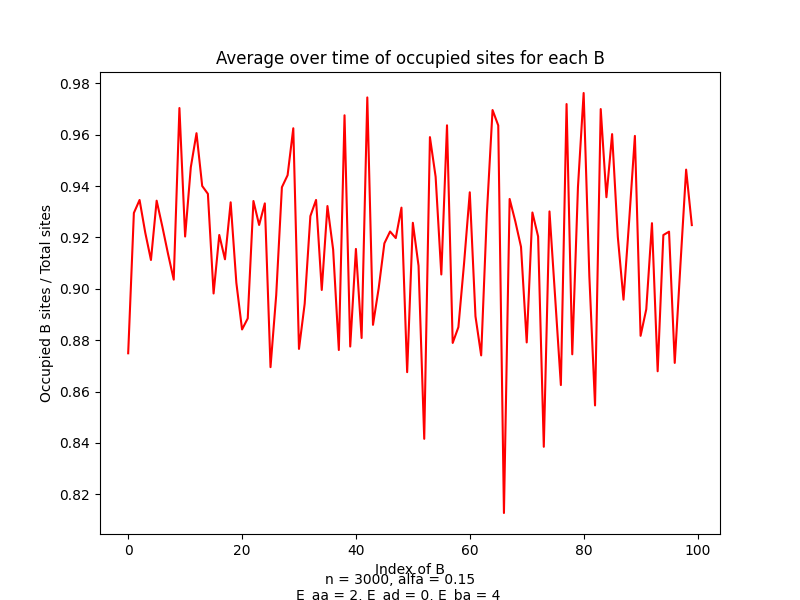 Average over time of occupied sites for each B
Occupied B sites / Total sites
0.98
0.96
0.94
0.92
0.90
0.88
0.86
0.84
0.82
0 20 40 60 80 100
Index of B
n = 3000, alfa = 0.15
E_aa = 2, E_ad = 0, E_ba = 4